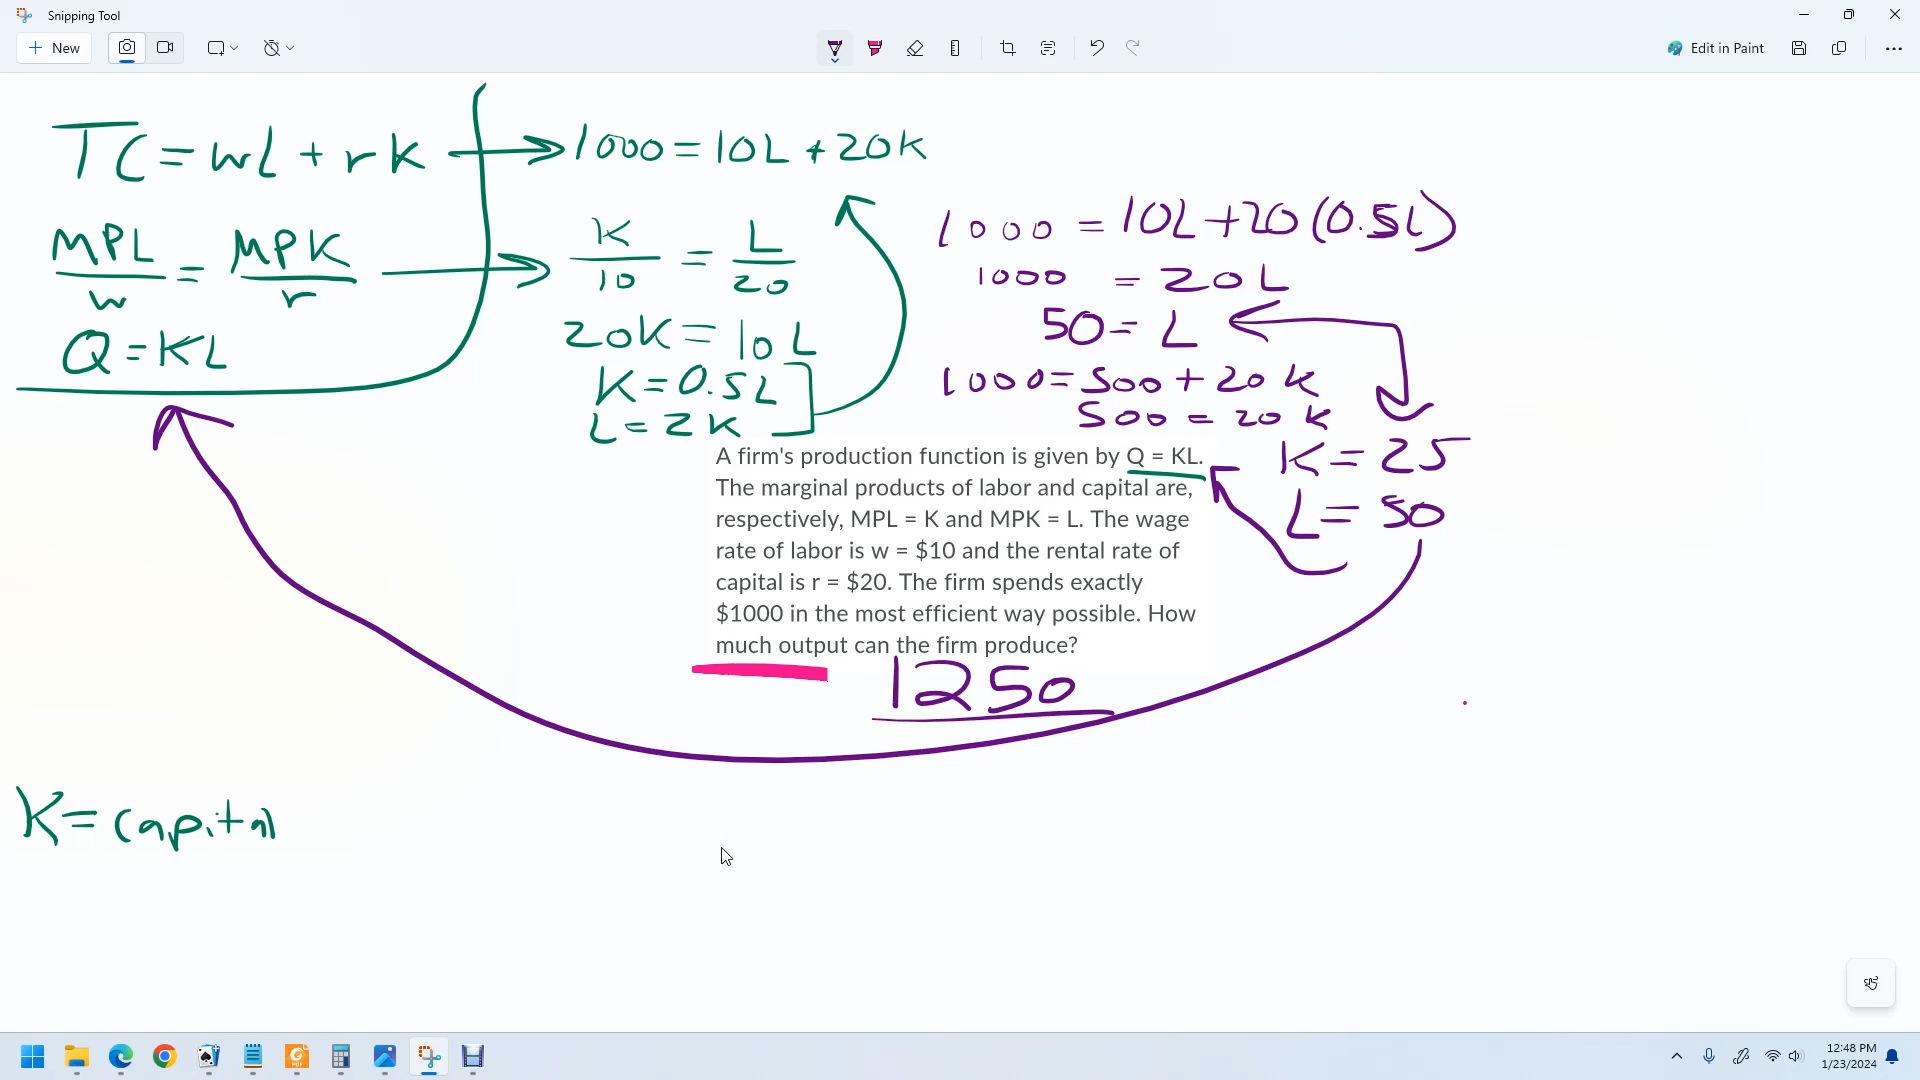 Snipping Tool
New
Edit in Paint
TC = wL + rK
1000 = 10L + 20K
MPL/w = MPK/r
K/10 = L/20
Q = KL
20K = 10L
K = 0.5L
L = 2K
1000 = 10L + 20(0.5L)
1000 = 20L
50 = L
1000 = 500 + 20K
500 = 20K
K = 25
L = 50
A firm's production function is given by Q = KL.
The marginal products of labor and capital are,
respectively, MPL = K and MPK = L. The wage
rate of labor is w = $10 and the rental rate of
capital is r = $20. The firm spends exactly
$1000 in the most efficient way possible. How
much output can the firm produce?
1250
K = capital
12:48 PM
1/23/2024